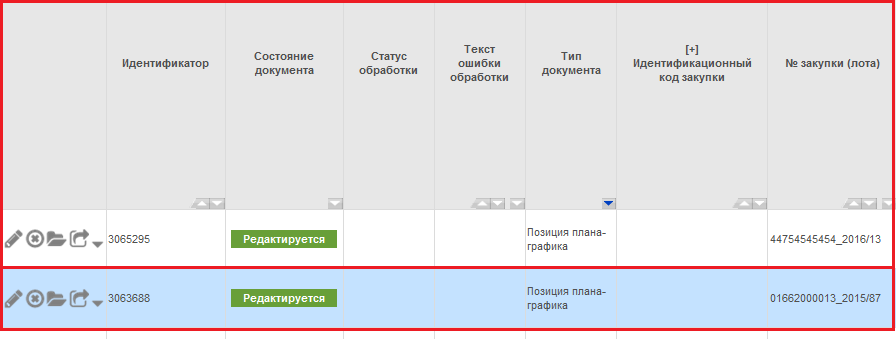 Идентификатор
Состояние
документа
Статус
обработки
Текст
ошибки
обработки
Тип
документа
[+]
Идентификационный
код закупки
№ закупки (лота)
3065295
Редактируется
Позиция плана-
графика
44754545454_2016/13
3063688
Редактируется
Позиция плана-
графика
01662000013_2015/87